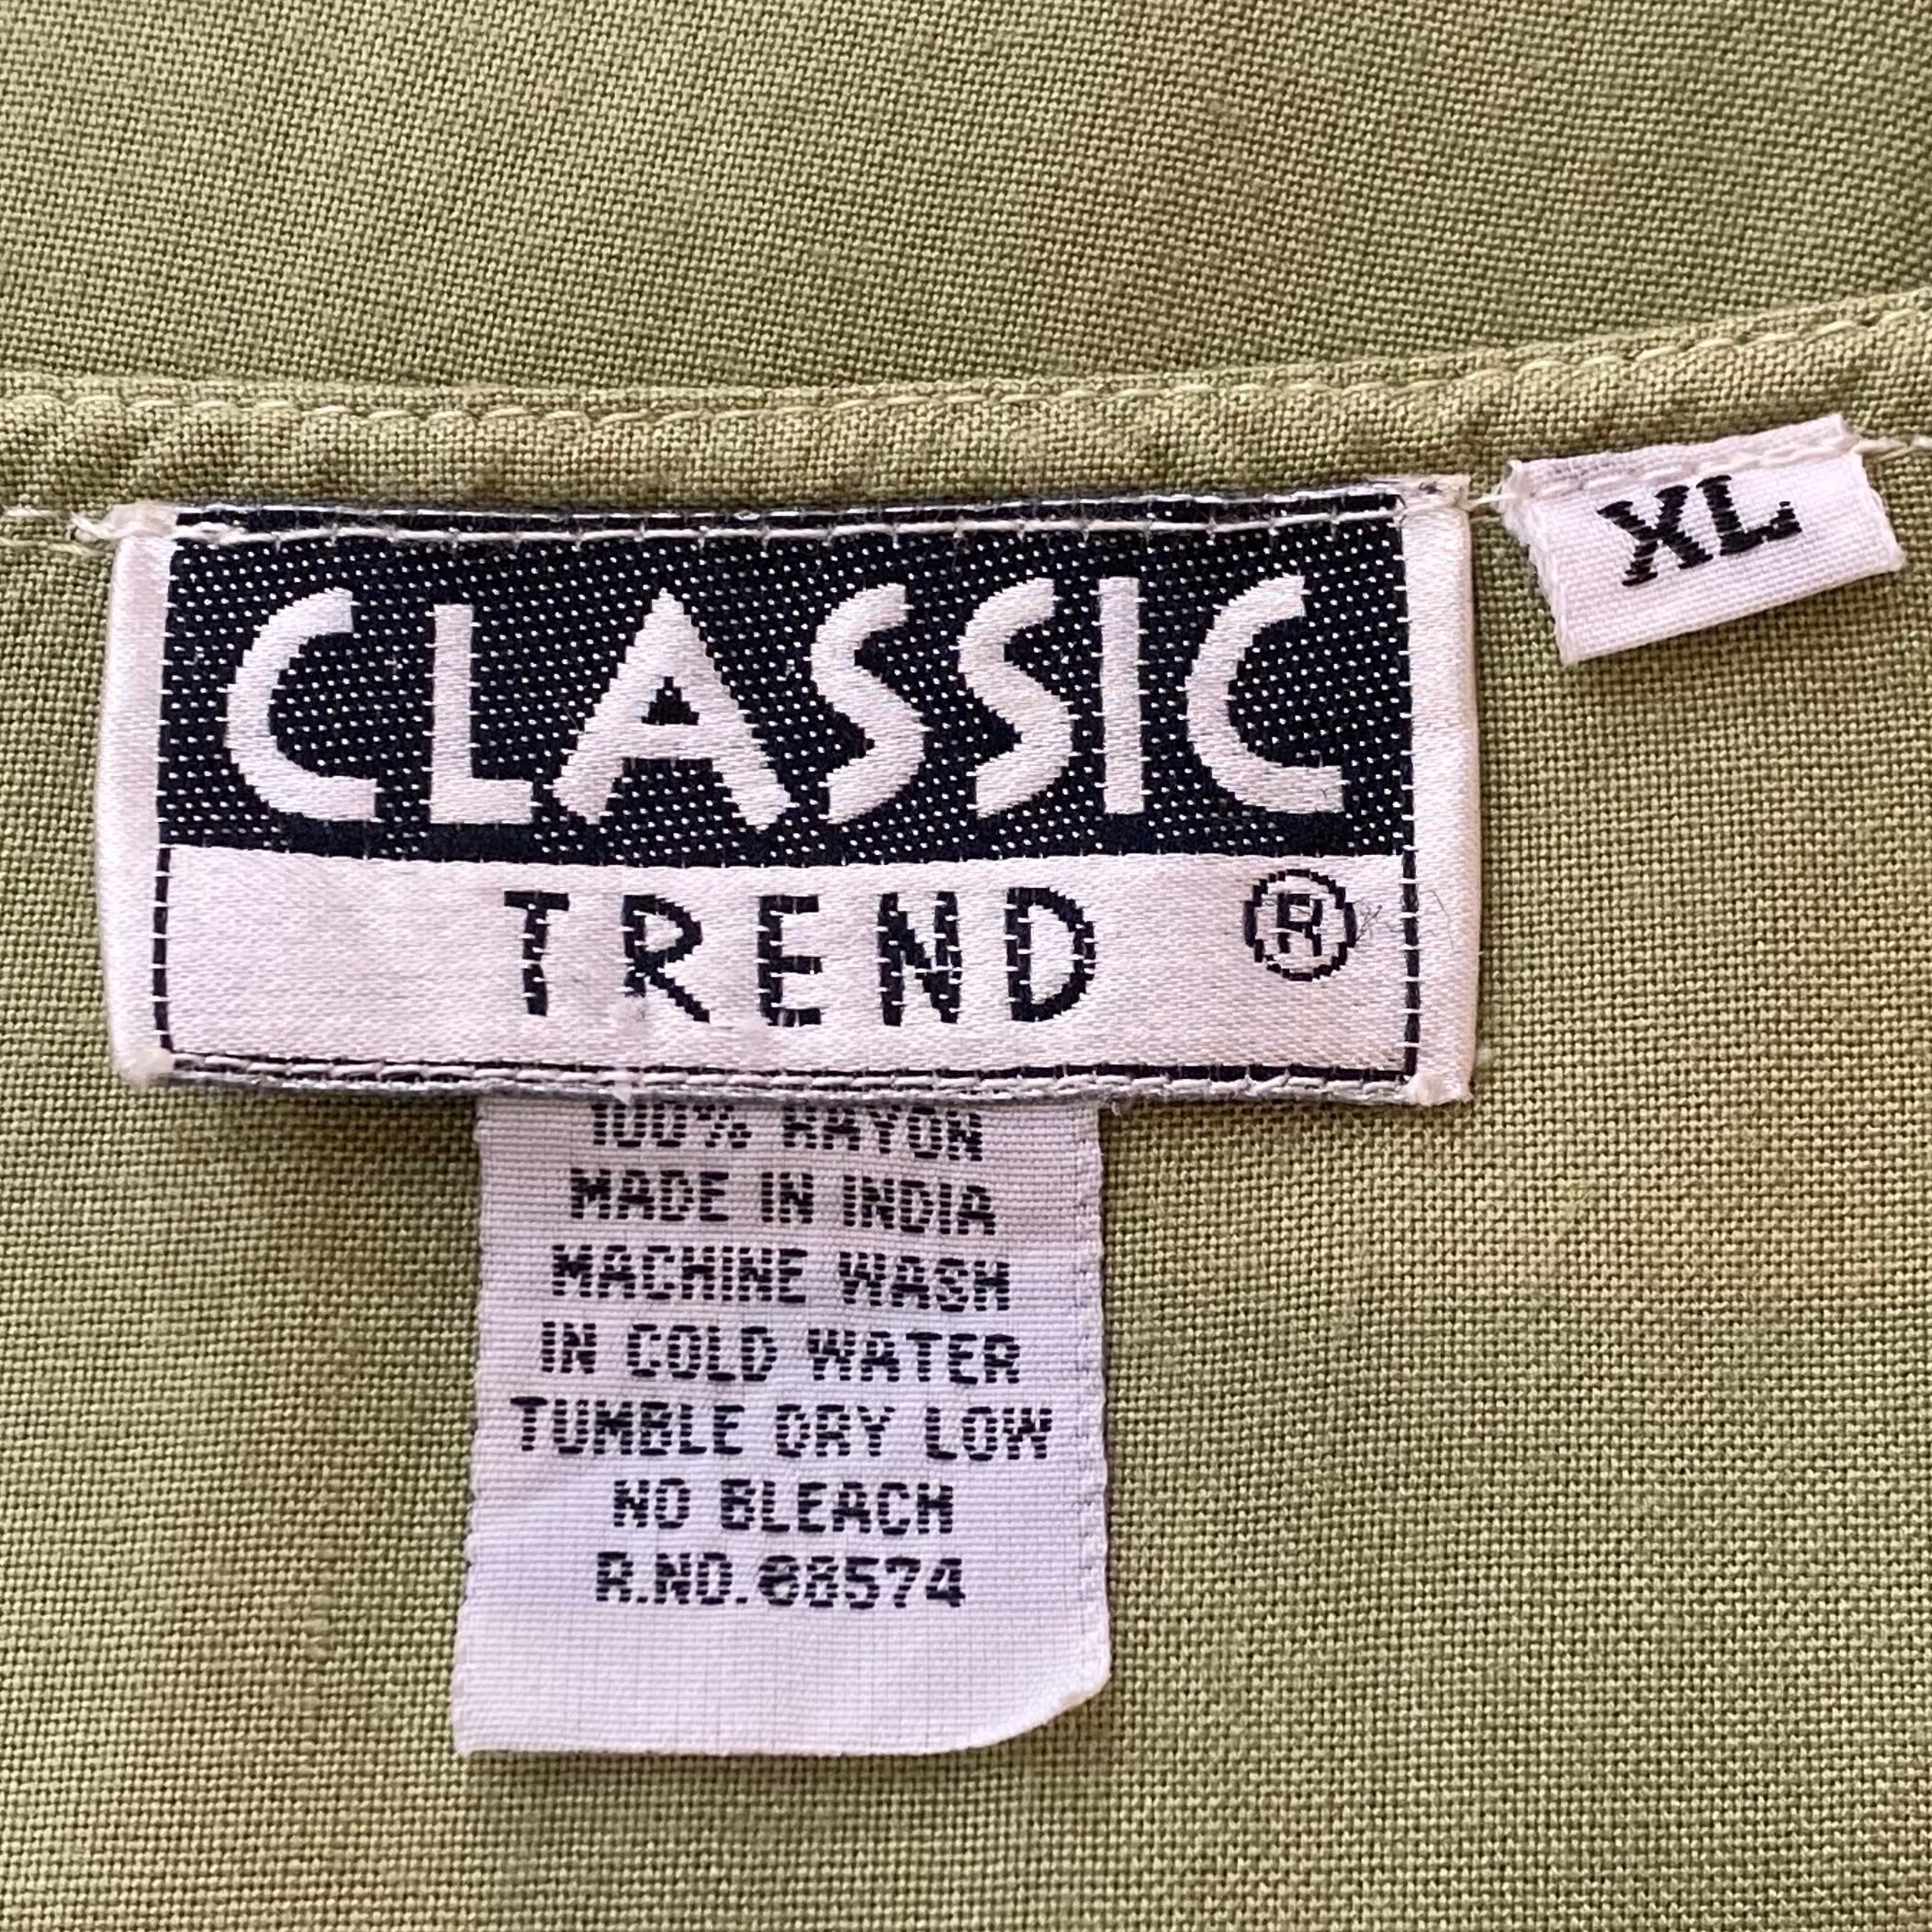 CLASSIC
TREND ®
XL
100% RAYON
MADE IN INDIA
MACHINE WASH
IN COLD WATER
TUMBLE DRY LOW
NO BLEACH
R.NO.88574